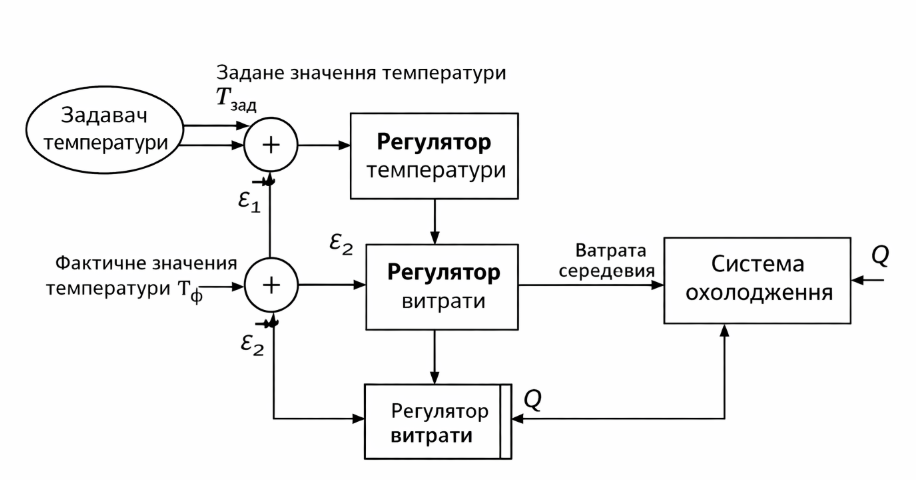 Задане значення температури
Tзад
Задавач
температури
+
Регулятор
температури
ε1
ε2
Фактичне значення
температури Tф
+
Регулятор
витрати
Ватрата
середевия
Система
охолодження
Q
ε2
Q
Регулятор
витрати